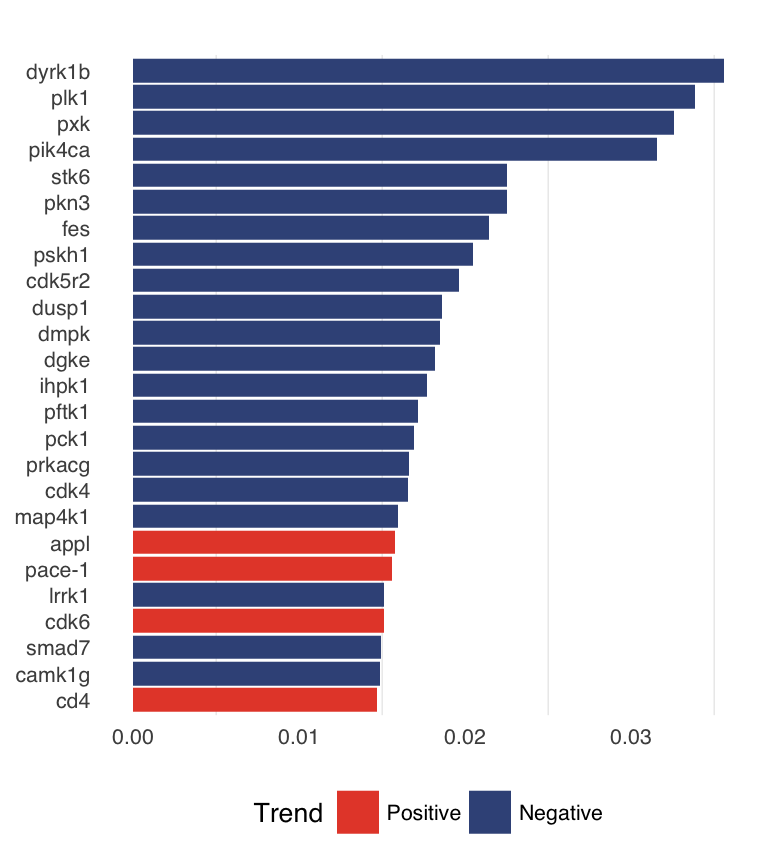 dyrk1b
plk1
pxk
pik4ca
stk6
pkn3
fes
pskh1
cdk5r2
dusp1
dmpk
dgke
ihpk1
pftk1
pck1
prkacg
cdk4
map4k1
appl
pace-1
lrrk1
cdk6
smad7
camk1g
cd4
0.00 0.01 0.02 0.03
Trend Positive Negative